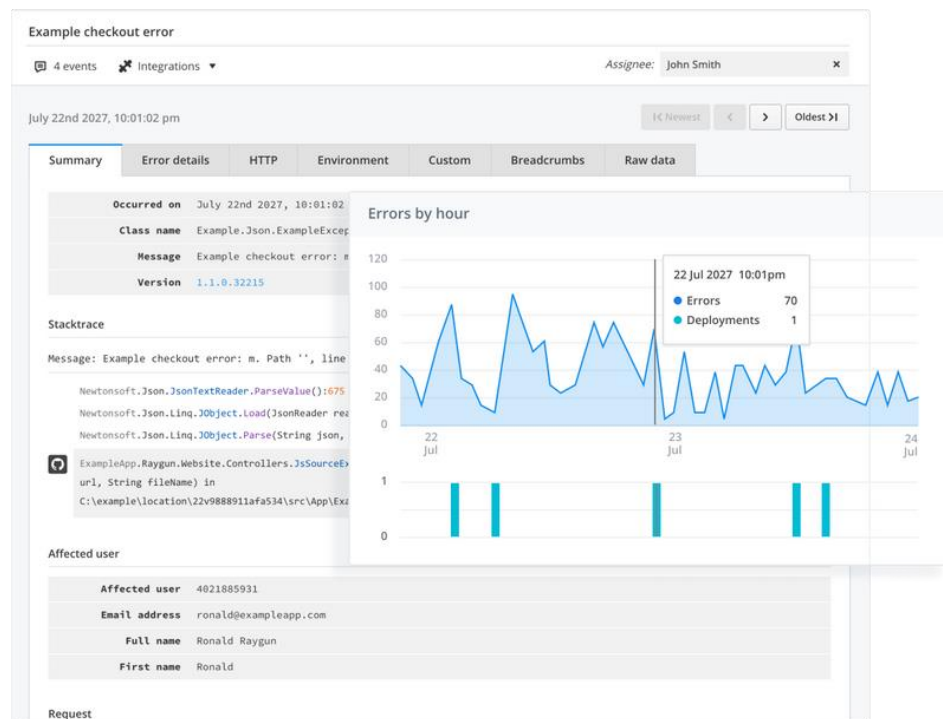 Example checkout error
4 events Integrations ▼ Assignee: John Smith ×
July 22nd 2027, 10:01:02 pm Newest < > Oldest
Summary Error details HTTP Environment Custom Breadcrumbs Raw data
Occurred on July 22nd 2027, 10:01:02
Class name Example.Json.ExampleExcep
Message Example checkout error: m
Version 1.1.0.32215
Stacktrace
Message: Example checkout error: m. Path '', line
Newtonsoft.Json.JsonTextReader.ParseValue():675
Newtonsoft.Json.Linq.JObject.Load(JsonReader rea
Newtonsoft.Json.Linq.JObject.Parse(String json,
ExampleApp.Raygun.Website.Controllers.JsSourceEx
url, String fileName) in
C:\example\location\22v9888911afa534\src\App\Exa
Errors by hour
120
100
80
60
40
20
0
22 Jul 2027 10:01pm
Errors 70
Deployments 1
22 23 24
Jul Jul Jul
1
0
Affected user
Affected user 4021885931
Email address ronald@exampleapp.com
Full name Ronald Raygun
First name Ronald
Request